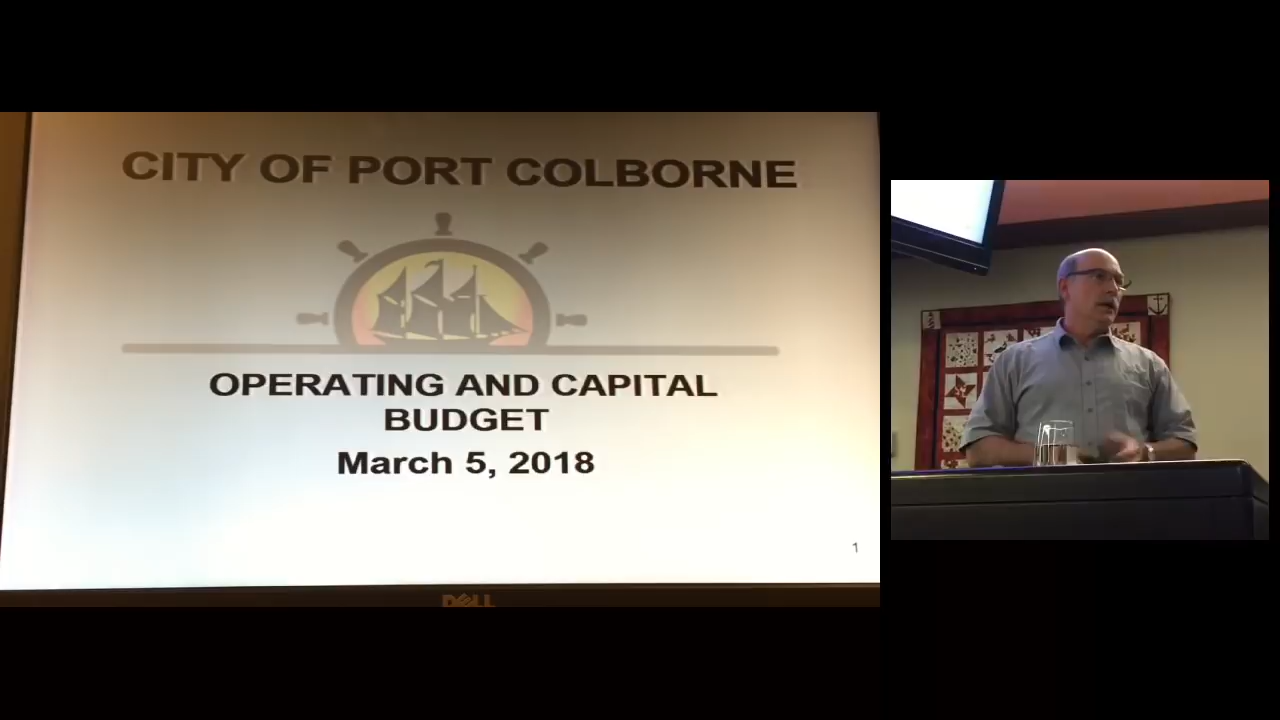 CITY OF PORT COLBORNE
OPERATING AND CAPITAL
BUDGET
March 5, 2018
1
DELL